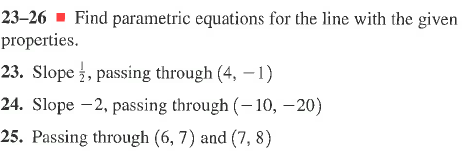 23–26 ■ Find parametric equations for the line with the given
properties.
23. Slope ½, passing through (4, −1)
24. Slope −2, passing through (−10, −20)
25. Passing through (6, 7) and (7, 8)